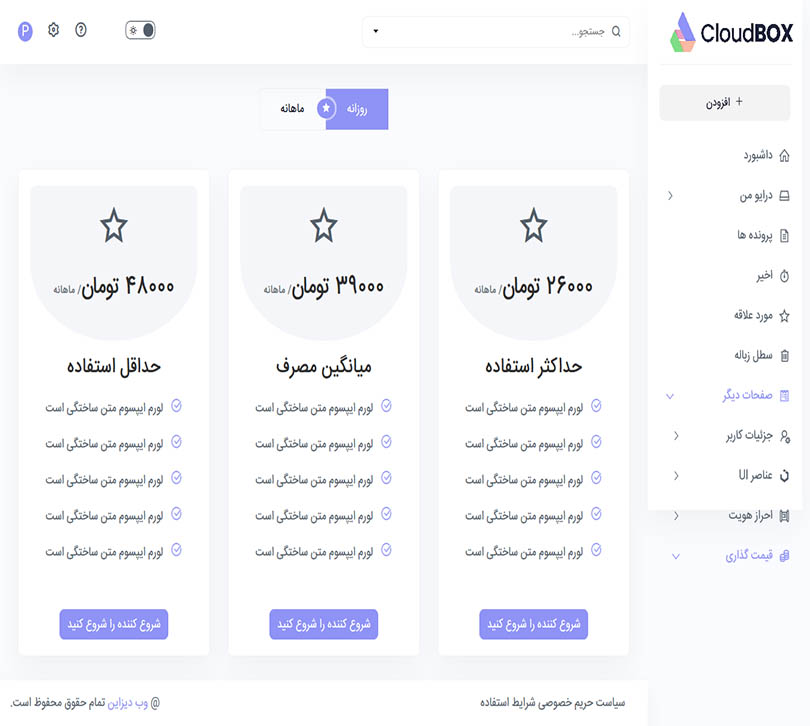 CloudBOX
جستجو...
P
+ افزودن
داشبورد
درایو من
پرونده ها
اخیر
مورد علاقه
سطل زباله
صفحات دیگر
جزئیات کاربر
عناصر UI
احراز هویت
قیمت گذاری
روزانه
ماهانه
۲۶۰۰۰ تومان/ ماهانه
حداکثر استفاده
لورم ایپسوم متن ساختگی است
لورم ایپسوم متن ساختگی است
لورم ایپسوم متن ساختگی است
لورم ایپسوم متن ساختگی است
لورم ایپسوم متن ساختگی است
شروع کننده را شروع کنید
۳۹۰۰۰ تومان/ ماهانه
میانگین مصرف
لورم ایپسوم متن ساختگی است
لورم ایپسوم متن ساختگی است
لورم ایپسوم متن ساختگی است
لورم ایپسوم متن ساختگی است
لورم ایپسوم متن ساختگی است
شروع کننده را شروع کنید
۴۸۰۰۰ تومان/ ماهانه
حداقل استفاده
لورم ایپسوم متن ساختگی است
لورم ایپسوم متن ساختگی است
لورم ایپسوم متن ساختگی است
لورم ایپسوم متن ساختگی است
لورم ایپسوم متن ساختگی است
شروع کننده را شروع کنید
سیاست حریم خصوصی شرایط استفاده
@ وب دیزاین تمام حقوق محفوظ است.